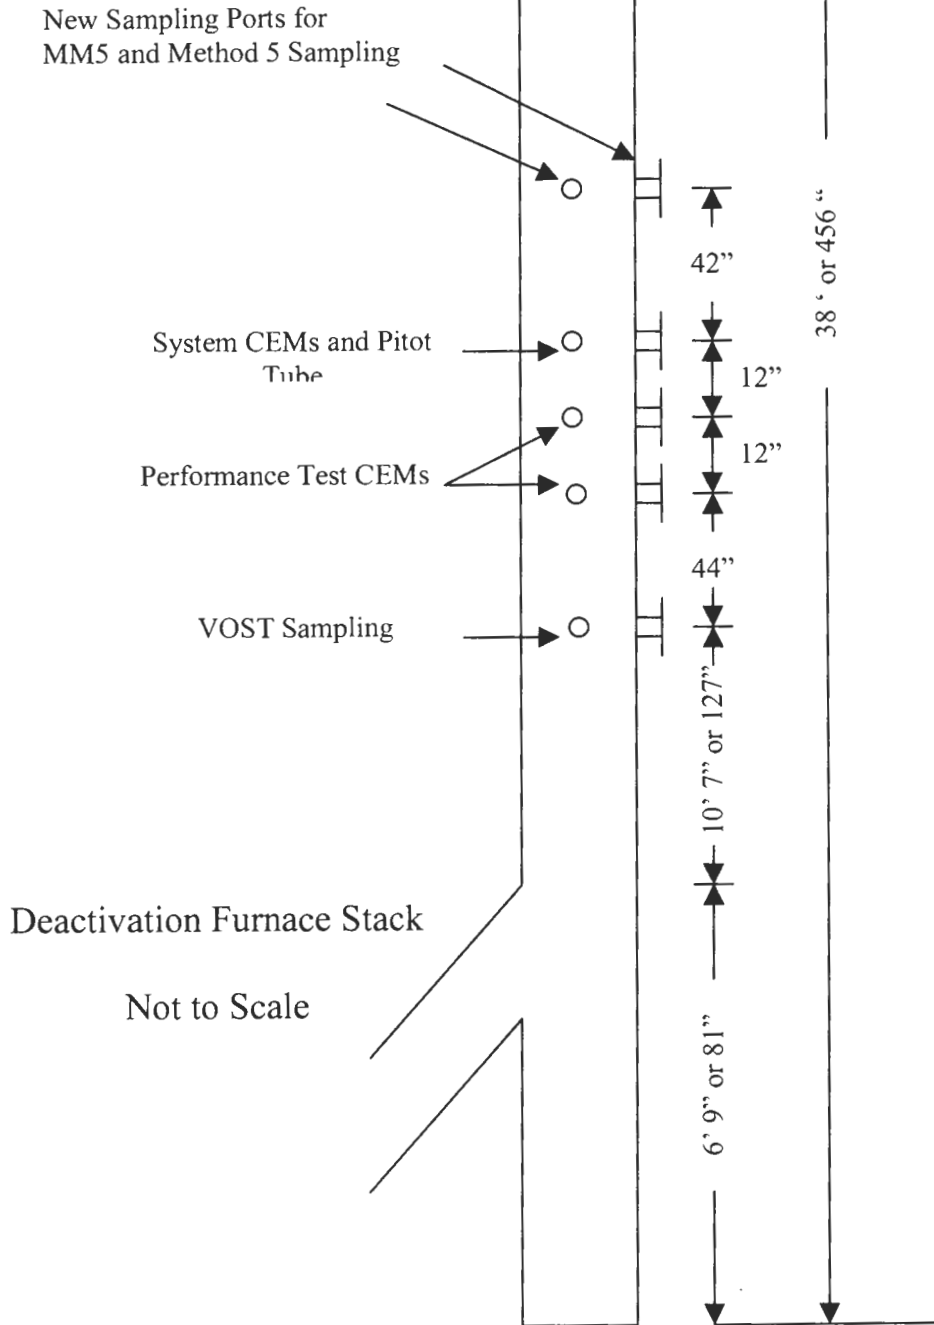 New Sampling Ports for
MM5 and Method 5 Sampling
42”
38 ‘ or 456 “
System CEMs and Pitot
Tube
12”
12”
Performance Test CEMs
44”
VOST Sampling
10’ 7” or 127”
Deactivation Furnace Stack
Not to Scale
6’ 9” or 81”